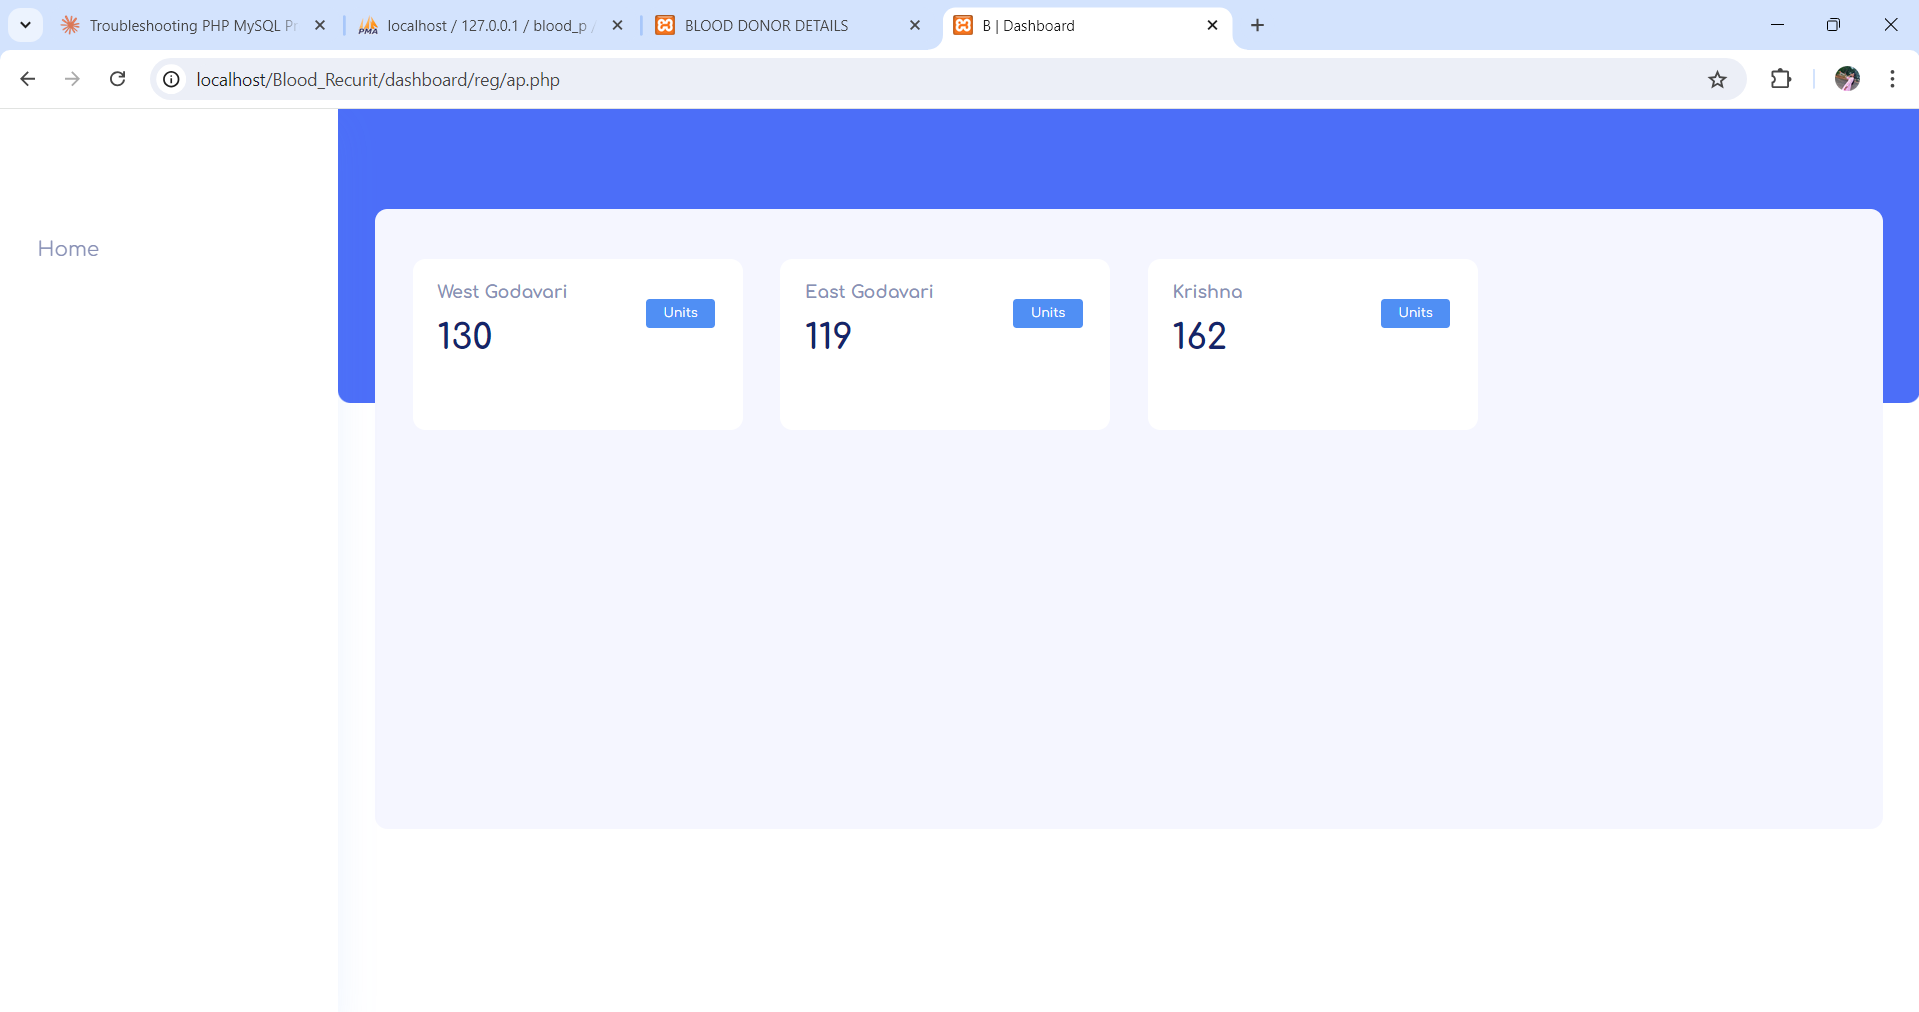 Troubleshooting PHP MySQL Pr
localhost / 127.0.0.1 / blood_p /
BLOOD DONOR DETAILS
B | Dashboard
localhost/Blood_Recurit/dashboard/reg/ap.php
Home
West Godavari
Units
130
East Godavari
Units
119
Krishna
Units
162